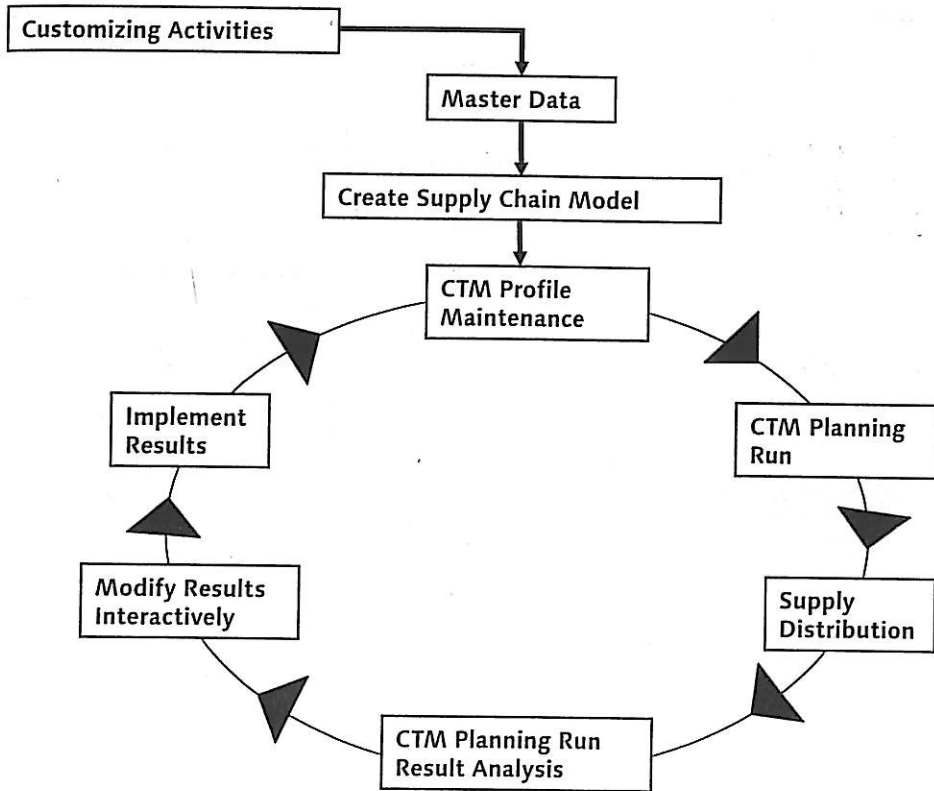 Customizing Activities
Master Data
Create Supply Chain Model
CTM Profile
Maintenance
CTM Planning
Run
Supply
Distribution
CTM Planning Run
Result Analysis
Modify Results
Interactively
Implement
Results